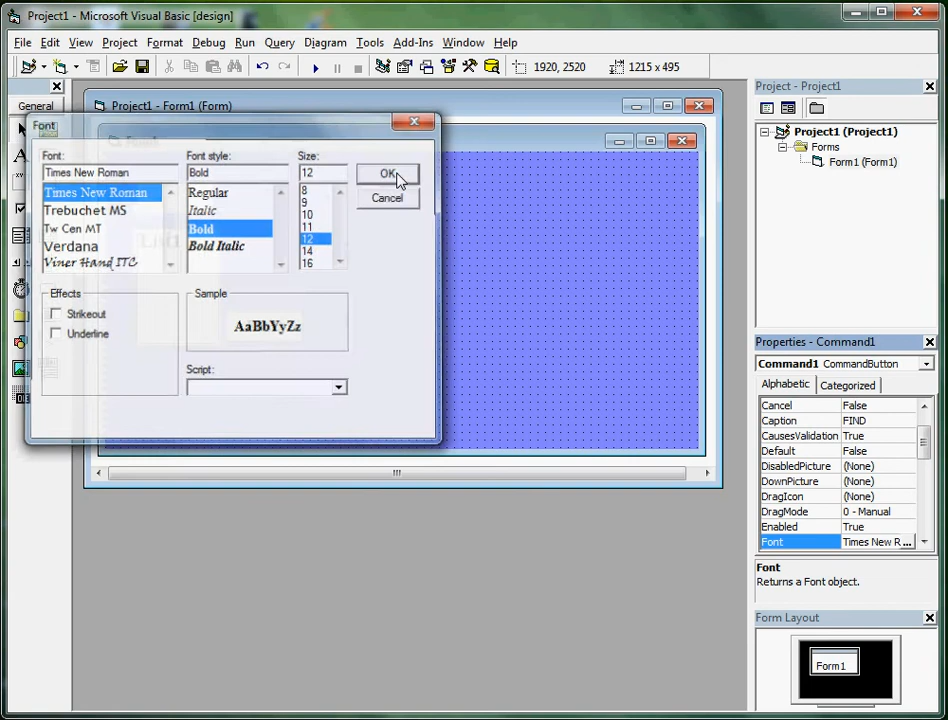 Project1 - Microsoft Visual Basic [design]
File Edit View Project Format Debug Run Query Diagram Tools Add-Ins Window Help
1920, 2520
1215 x 495
General
Project1 - Form1 (Form)
Font
Font:
Font style:
Size:
Times New Roman
Bold
12
OK
Cancel
Times New Roman
Trebuchet MS
Tw Cen MT
Verdana
Viner Hand ITC
Regular
Italic
Bold
Bold Italic
8
9
10
11
12
14
16
Effects
Strikeout
Underline
Sample
AaBbYyZz
Script:
Project - Project1
Project1 (Project1)
Forms
Form1 (Form1)
Properties - Command1
Command1 CommandButton
Alphabetic Categorized
Cancel False
Caption FIND
CausesValidation True
Default False
DisabledPicture (None)
DownPicture (None)
DragIcon (None)
DragMode 0 - Manual
Enabled True
Font Times New R ...
Font
Returns a Font object.
Form Layout
Form1